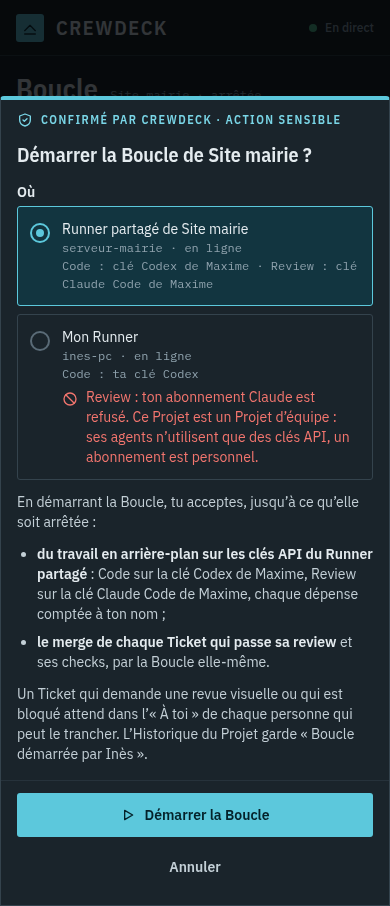 CREWDECK
En direct
Boucle Site mairie · arrêtée
CONFIRMÉ PAR CREWDECK · ACTION SENSIBLE
Démarrer la Boucle de Site mairie ?
Où
Runner partagé de Site mairie
serveur-mairie · en ligne
Code : clé Codex de Maxime · Review : clé
Claude Code de Maxime
Mon Runner
ines-pc · en ligne
Code : ta clé Codex
Review : ton abonnement Claude est
refusé. Ce Projet est un Projet d’équipe :
ses agents n’utilisent que des clés API, un
abonnement est personnel.
En démarrant la Boucle, tu acceptes, jusqu’à ce qu’elle
soit arrêtée :
• du travail en arrière-plan sur les clés API du Runner
partagé : Code sur la clé Codex de Maxime, Review
sur la clé Claude Code de Maxime, chaque dépense
comptée à ton nom ;
• le merge de chaque Ticket qui passe sa review et
ses checks, par la Boucle elle-même.
Un Ticket qui demande une revue visuelle ou qui est
bloqué attend dans l’« À toi » de chaque personne qui
peut le trancher. L’Historique du Projet garde « Boucle
démarrée par Inès ».
Démarrer la Boucle
Annuler